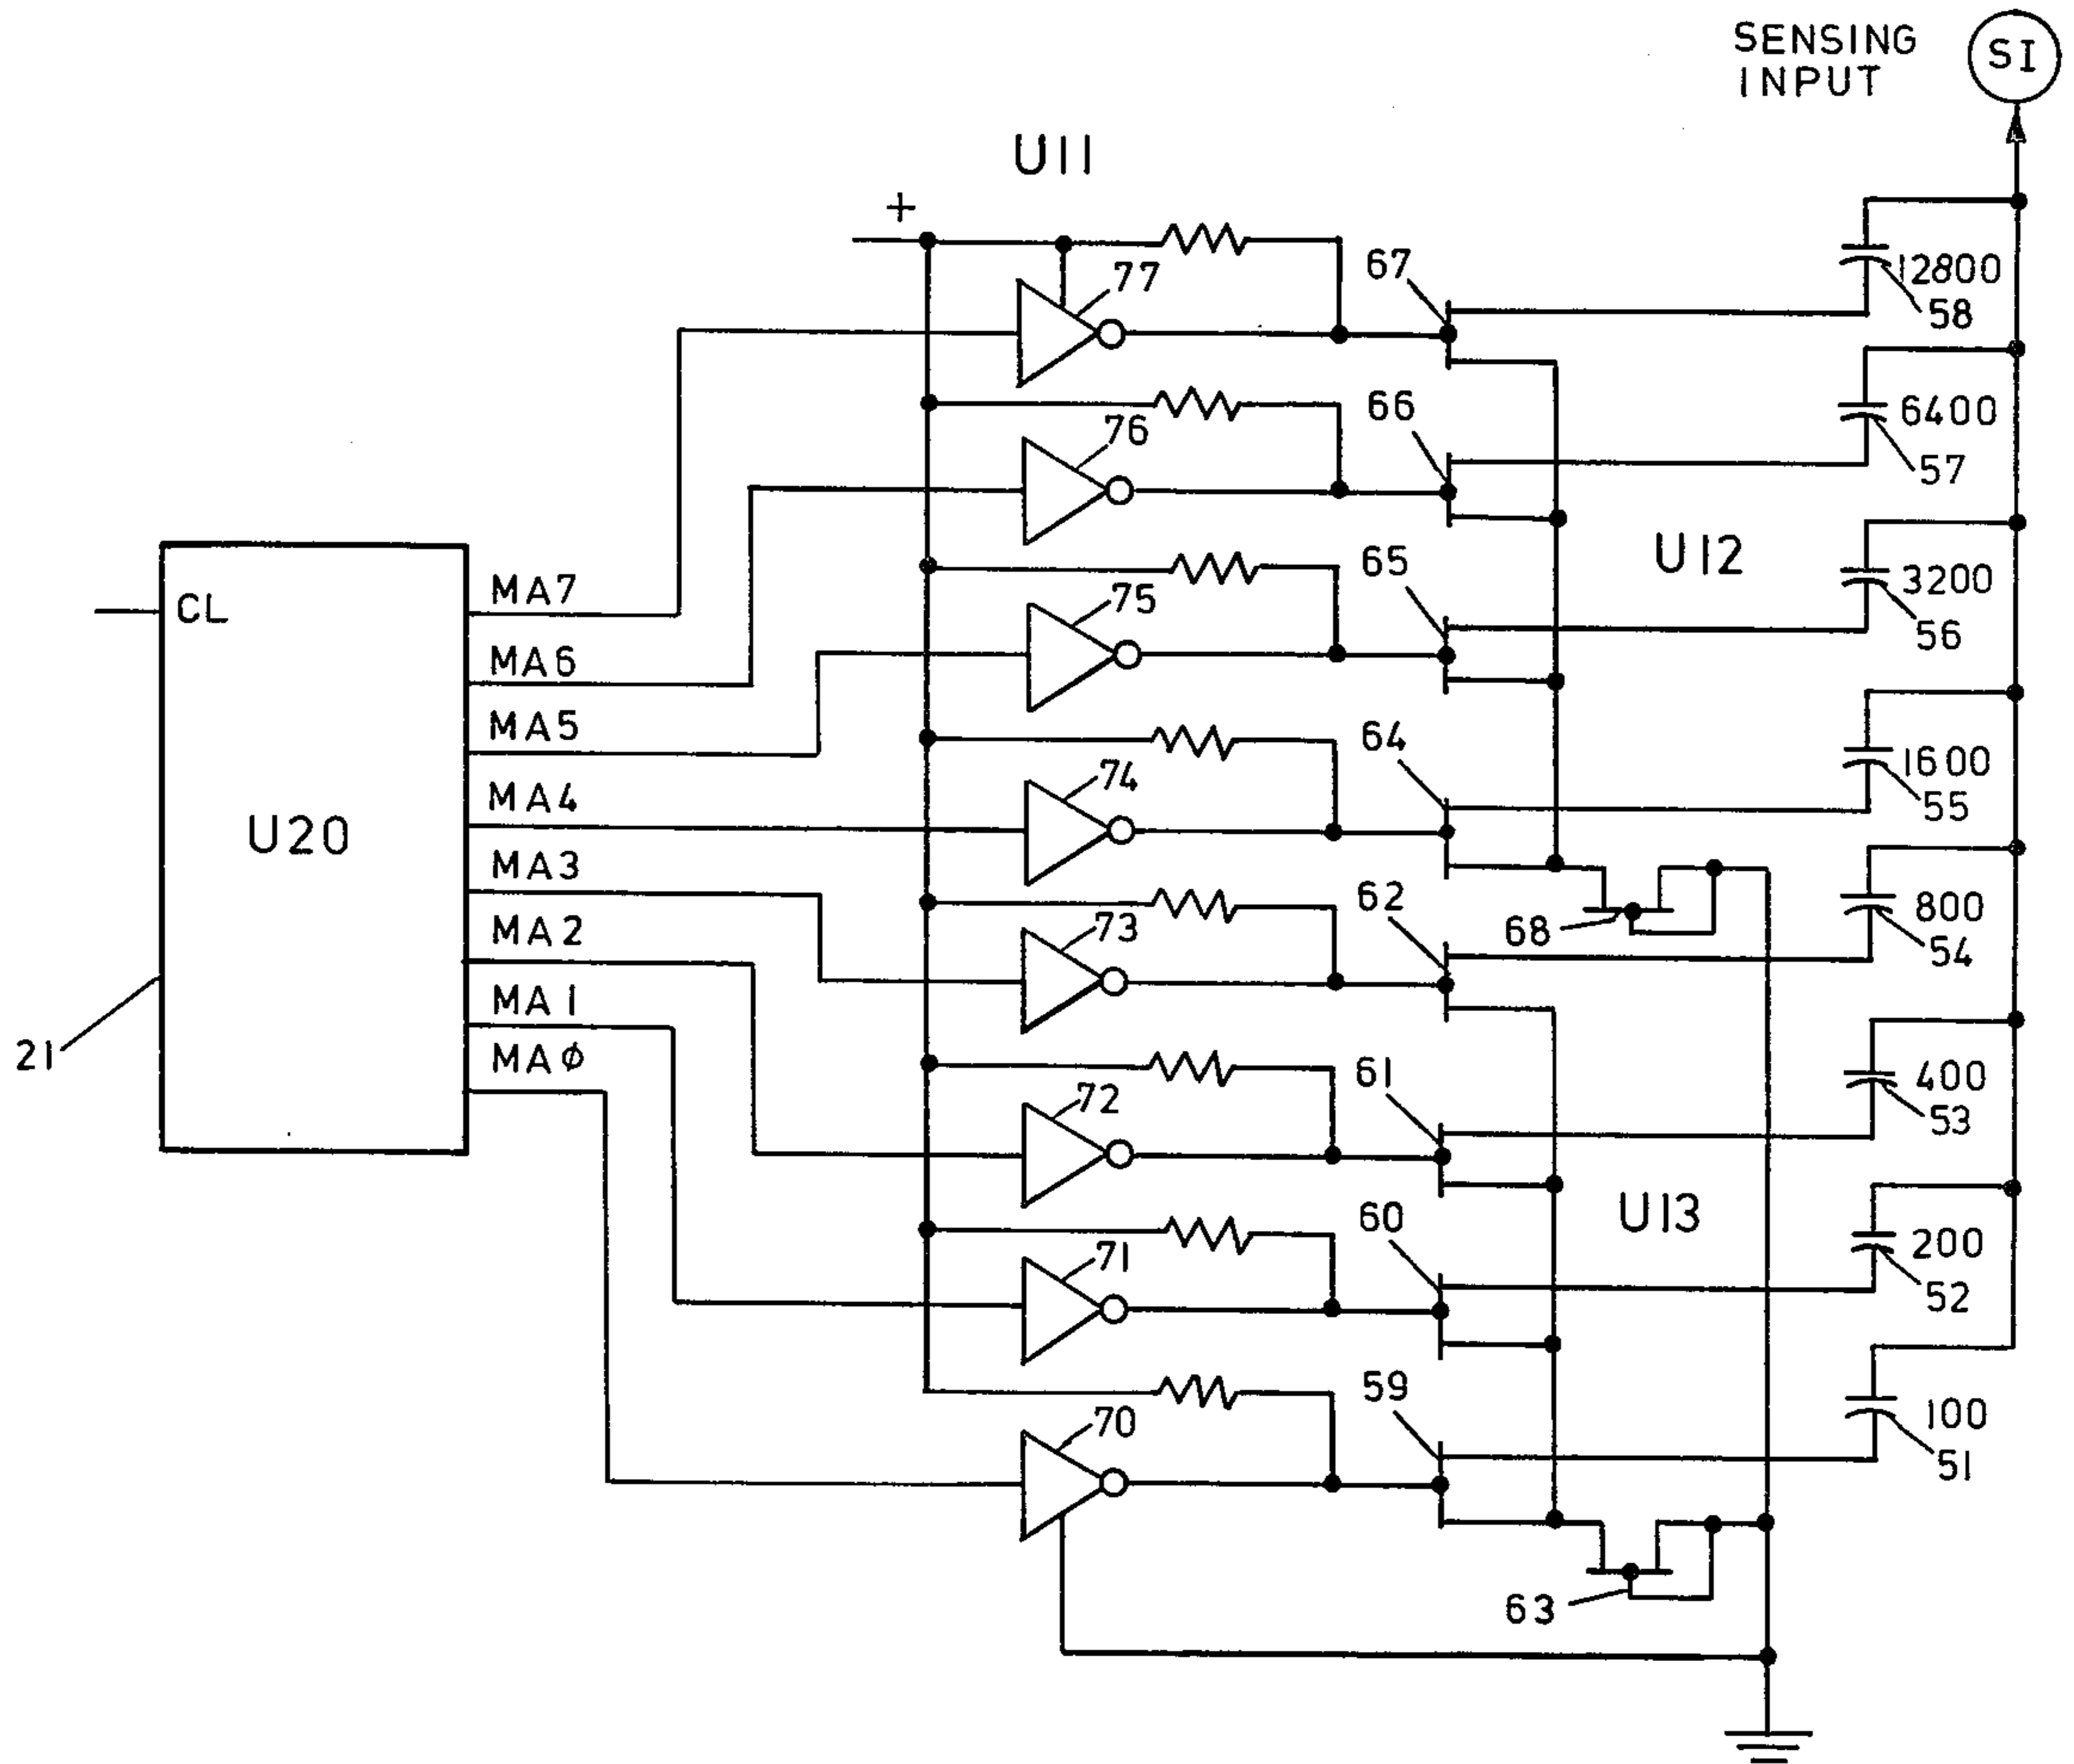 SENSING
INPUT
SI
U11
+
77
67
12800
58
76
66
6400
57
U12
75
65
3200
56
CL
MA7
MA6
MA5
MA4
MA3
MA2
MA1
MAϕ
U20
21
74
64
1600
55
68
73
62
800
54
72
61
400
53
U13
71
60
200
52
70
59
100
51
63